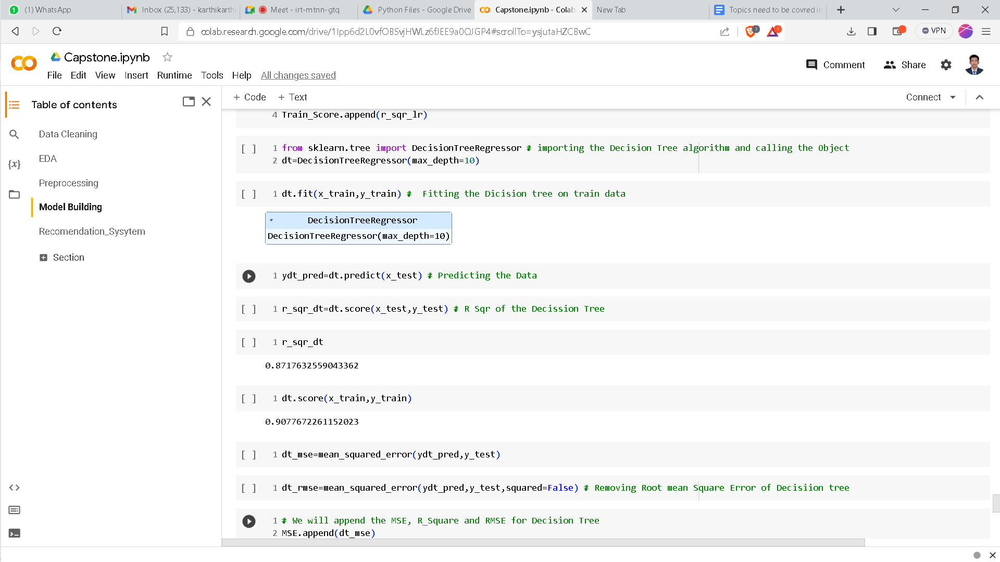 (1) WhatsApp
Inbox (25,133) - karthikarthi
Meet - irt-mtnn-gtq
Python Files - Google Drive
Capstone.ipynb - Colab
New Tab
Topics need to be covred in
colab.research.google.com/drive/1Ipp6d2L0vfOBSvjHWLz6fJEE9a0OJGP4#scrollTo=ysjutaHZCBwC
3
1
VPN
Capstone.ipynb
File Edit View Insert Runtime Tools Help All changes saved
Comment
Share
Table of contents
Data Cleaning
EDA
Preprocessing
Model Building
Recomendation_Sysytem
Section
{x}
+ Code + Text
Connect
4 Train_Score.append(r_sqr_lr)
[ ] 1 from sklearn.tree import DecisionTreeRegressor # importing the Decision Tree algorithm and calling the Object
2 dt=DecisionTreeRegressor(max_depth=10)
[ ] 1 dt.fit(x_train,y_train) #  Fitting the Dicision tree on train data
DecisionTreeRegressor
DecisionTreeRegressor(max_depth=10)
1 ydt_pred=dt.predict(x_test) # Predicting the Data
[ ] 1 r_sqr_dt=dt.score(x_test,y_test) # R Sqr of the Decission Tree
[ ] 1 r_sqr_dt
0.8717632559043362
[ ] 1 dt.score(x_train,y_train)
0.9077672261152023
[ ] 1 dt_mse=mean_squared_error(ydt_pred,y_test)
[ ] 1 dt_rmse=mean_squared_error(ydt_pred,y_test,squared=False) # Removing Root mean Square Error of Decisiion tree
1 # We will append the MSE, R_Square and RMSE for Decision Tree
2 MSE.append(dt_mse)